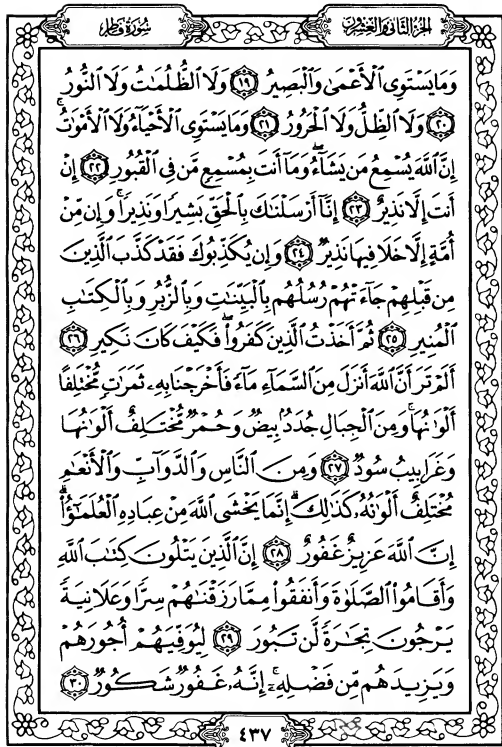 الجزء الثاني والعشرون
سورة فاطر
وَمَا يَسْتَوِي الْأَعْمَىٰ وَالْبَصِيرُ ۝١٩ وَلَا الظُّلُمَاتُ وَلَا النُّورُ
۝٢٠ وَلَا الظِّلُّ وَلَا الْحَرُورُ ۝٢١ وَمَا يَسْتَوِي الْأَحْيَاءُ وَلَا الْأَمْوَاتُ ۚ
إِنَّ اللَّهَ يُسْمِعُ مَن يَشَاءُ ۖ وَمَا أَنتَ بِمُسْمِعٍ مَّن فِي الْقُبُورِ ۝٢٢ إِنْ
أَنتَ إِلَّا نَذِيرٌ ۝٢٣ إِنَّا أَرْسَلْنَاكَ بِالْحَقِّ بَشِيرًا وَنَذِيرًا ۚ وَإِن مِّنْ
أُمَّةٍ إِلَّا خَلَا فِيهَا نَذِيرٌ ۝٢٤ وَإِن يُكَذِّبُوكَ فَقَدْ كَذَّبَ الَّذِينَ
مِن قَبْلِهِمْ جَاءَتْهُمْ رُسُلُهُم بِالْبَيِّنَاتِ وَبِالزُّبُرِ وَبِالْكِتَابِ
الْمُنِيرِ ۝٢٥ ثُمَّ أَخَذْتُ الَّذِينَ كَفَرُوا ۖ فَكَيْفَ كَانَ نَكِيرِ ۝٢٦
أَلَمْ تَرَ أَنَّ اللَّهَ أَنزَلَ مِنَ السَّمَاءِ مَاءً فَأَخْرَجْنَا بِهِ ثَمَرَاتٍ مُّخْتَلِفًا
أَلْوَانُهَا ۚ وَمِنَ الْجِبَالِ جُدَدٌ بِيضٌ وَحُمْرٌ مُّخْتَلِفٌ أَلْوَانُهَا
وَغَرَابِيبُ سُودٌ ۝٢٧ وَمِنَ النَّاسِ وَالدَّوَابِّ وَالْأَنْعَامِ
مُخْتَلِفٌ أَلْوَانُهُ كَذَٰلِكَ ۗ إِنَّمَا يَخْشَى اللَّهَ مِنْ عِبَادِهِ الْعُلَمَاءُ ۗ
إِنَّ اللَّهَ عَزِيزٌ غَفُورٌ ۝٢٨ إِنَّ الَّذِينَ يَتْلُونَ كِتَابَ اللَّهِ
وَأَقَامُوا الصَّلَاةَ وَأَنفَقُوا مِمَّا رَزَقْنَاهُمْ سِرًّا وَعَلَانِيَةً
يَرْجُونَ تِجَارَةً لَّن تَبُورَ ۝٢٩ لِيُوَفِّيَهُمْ أُجُورَهُمْ
وَيَزِيدَهُم مِّن فَضْلِهِ ۚ إِنَّهُ غَفُورٌ شَكُورٌ ۝٣٠
٤٣٧